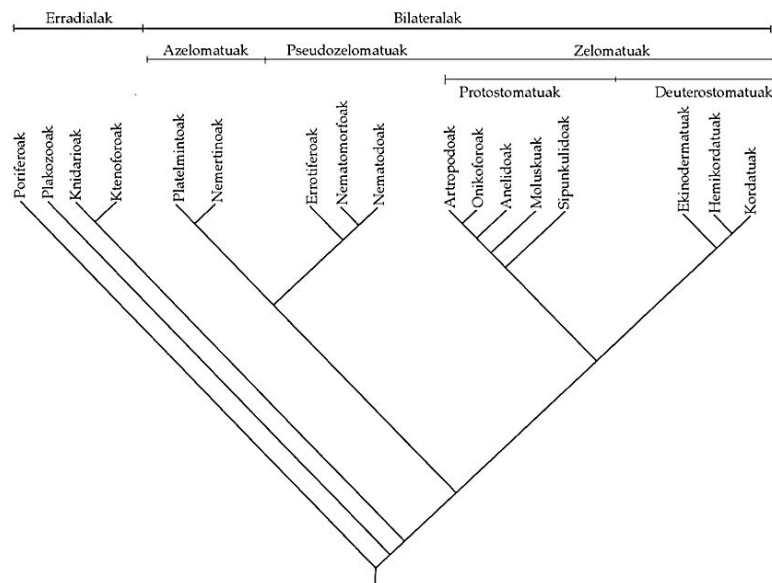 Erradialak
Bilateralak
Azelomatuak
Pseudozelomatuak
Zelomatuak
Protostomatuak
Deuterostomatuak
Poriferoak
Plakozooak
Knidarioak
Ktenoforoak
Platelmintoak
Nemertinoak
Errotiferoak
Nematomorfoak
Nematodoak
Artropodoak
Onikoforoak
Anelidoak
Moluskuak
Sipunkulidoak
Ekinodermatuak
Hemikordatuak
Kordatuak